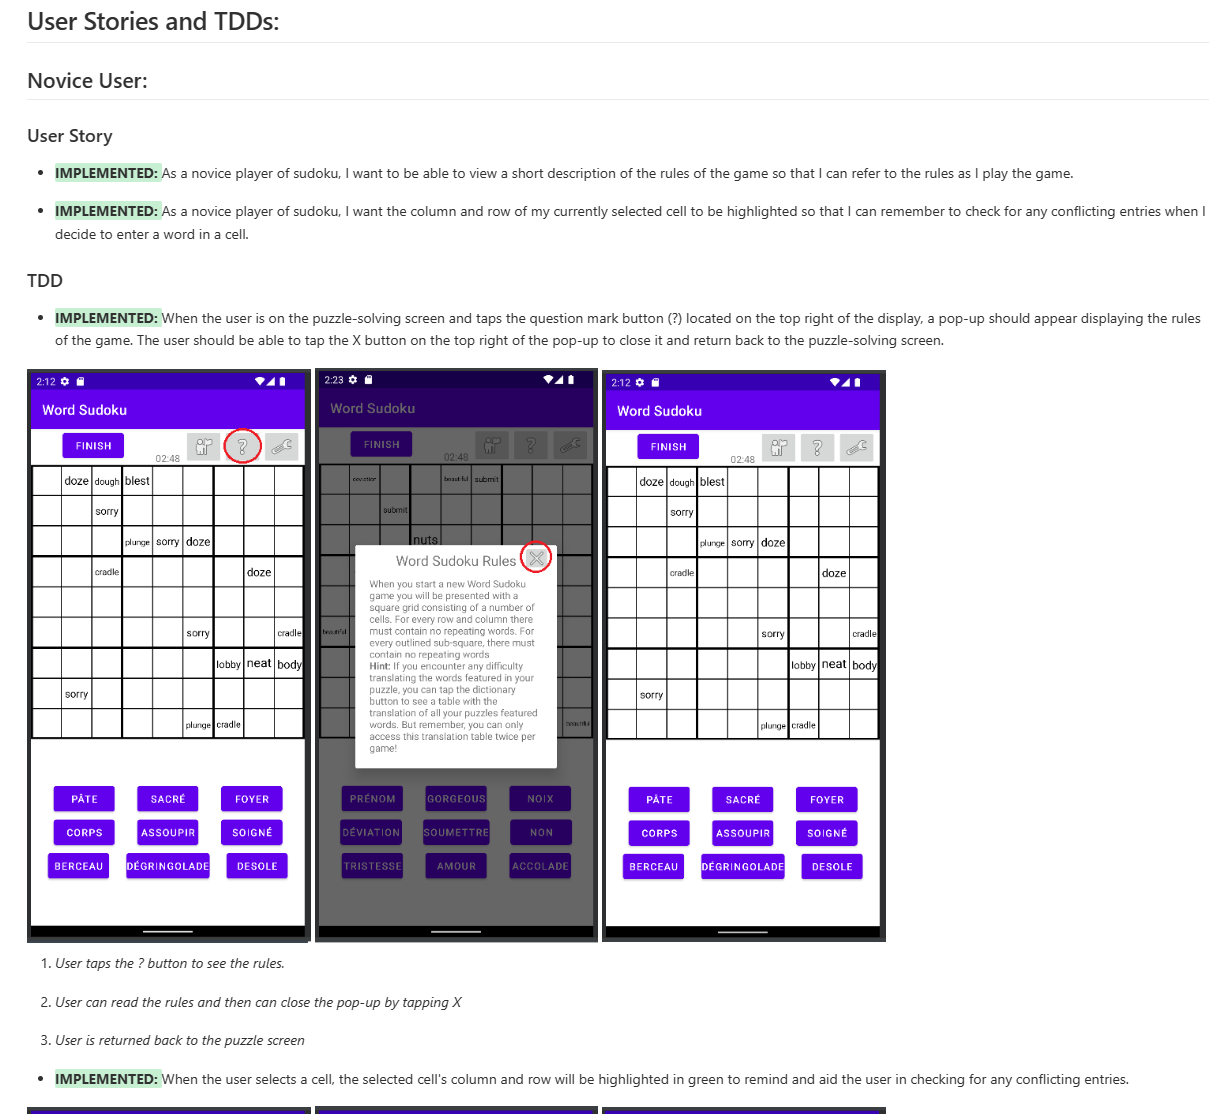 User Stories and TDDs:
Novice User:
User Story
• IMPLEMENTED: As a novice player of sudoku, I want to be able to view a short description of the rules of the game so that I can refer to the rules as I play the game.
• IMPLEMENTED: As a novice player of sudoku, I want the column and row of my currently selected cell to be highlighted so that I can remember to check for any conflicting entries when I
decide to enter a word in a cell.
TDD
• IMPLEMENTED: When the user is on the puzzle-solving screen and taps the question mark button (?) located on the top right of the display, a pop-up should appear displaying the rules
of the game. The user should be able to tap the X button on the top right of the pop-up to close it and return back to the puzzle-solving screen.
2:12
Word Sudoku
FINISH
02:48
?
doze dough blest
sorry
plunge sorry doze
cradle doze
sorry cradle
lobby neat body
sorry
plunge cradle
PÂTE SACRÉ FOYER
CORPS ASSOUPIR SOIGNÉ
BERCEAU DÉGRINGOLADE DESOLE
2:23
Word Sudoku
FINISH
02:48
?
beautiful submit
submit
nuts
Word Sudoku Rules X
When you start a new Word Sudoku
game you will be presented with a
square grid consisting of a number of
cells. For every row and column there
must contain no repeating words. For
every outlined sub-square, there must
contain no repeating words
Hint: If you encounter any difficulty
translating the words featured in your
puzzle, you can tap the dictionary
button to see a table with the
translation of all your puzzles featured
words. But remember, you can only
access this translation table twice per
game!
beautiful
beautiful
PRÉNOM GORGEOUS NOIX
DÉVIATION SOUMETTRE NON
TRISTESSE AMOUR ACCOLADE
2:12
Word Sudoku
FINISH
02:48
?
doze dough blest
sorry
plunge sorry doze
cradle doze
sorry cradle
lobby neat body
sorry
plunge cradle
PÂTE SACRÉ FOYER
CORPS ASSOUPIR SOIGNÉ
BERCEAU DÉGRINGOLADE DESOLE
1. User taps the ? button to see the rules.
2. User can read the rules and then can close the pop-up by tapping X
3. User is returned back to the puzzle screen
• IMPLEMENTED: When the user selects a cell, the selected cell's column and row will be highlighted in green to remind and aid the user in checking for any conflicting entries.